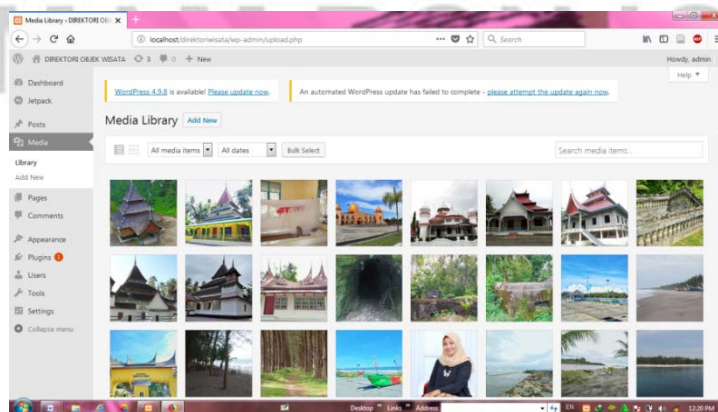 Media Library ‹ DIREKTORI OBJ
localhost/direktoriwisata/wp-admin/upload.php
Search
DIREKTORI OBJEK WISATA 3 0 + New
Howdy, admin
Help
Dashboard
Jetpack
Posts
Media
Library
Add New
Pages
Comments
Appearance
Plugins 1
Users
Tools
Settings
Collapse menu
WordPress 4.9.8 is available! Please update now.
An automated WordPress update has failed to complete - please attempt the update again now.
Media Library Add New
All media items All dates Bulk Select
Search media items...
Desktop Links Address
EN
12:20 PM